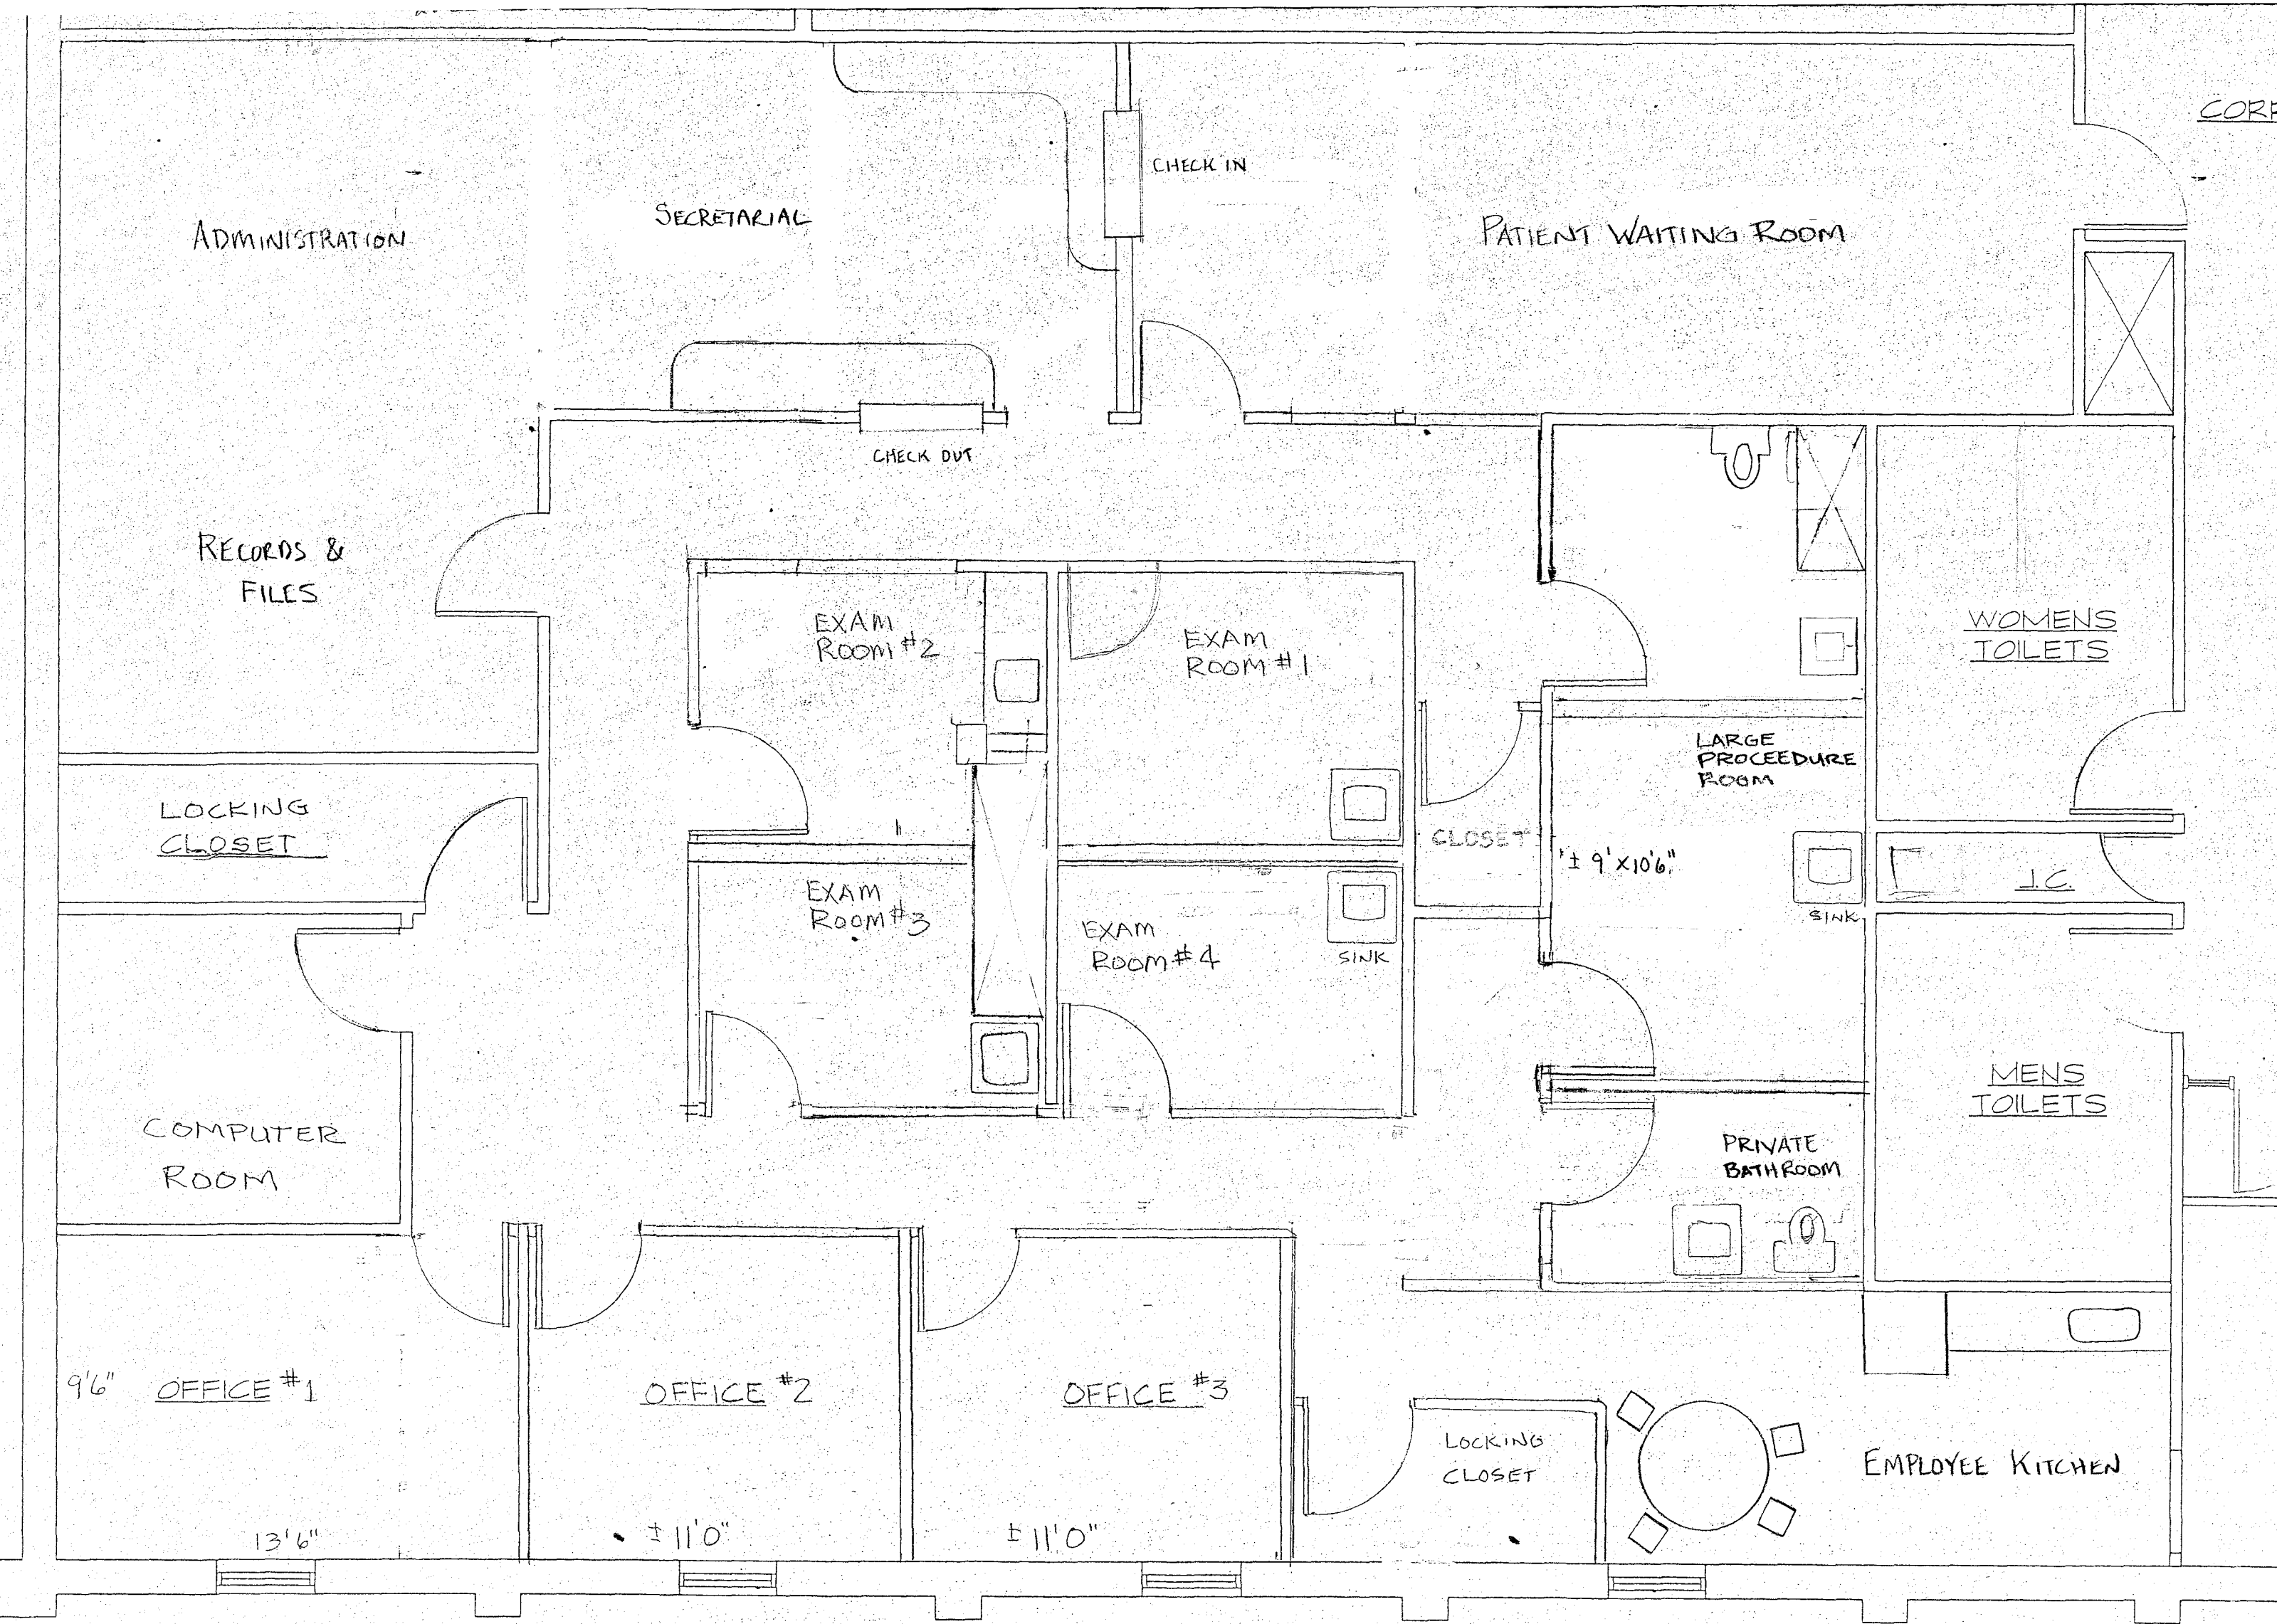 CHECK IN
SECRETARIAL
ADMINISTRATION
PATIENT WAITING ROOM
CHECK OUT
RECORDS &
FILES
EXAM
ROOM #2
EXAM
ROOM #1
WOMENS
TOILETS
LARGE
PROCEEDURE
ROOM
LOCKING
CLOSET
CLOSET
± 9' X 10'6"
SINK
J.C.
EXAM
ROOM #3
EXAM
ROOM #4
SINK
COMPUTER
ROOM
MENS
TOILETS
PRIVATE
BATHROOM
9'6"
OFFICE #1
OFFICE #2
OFFICE #3
LOCKING
CLOSET
EMPLOYEE KITCHEN
13'6"
± 11'0"
± 11'0"